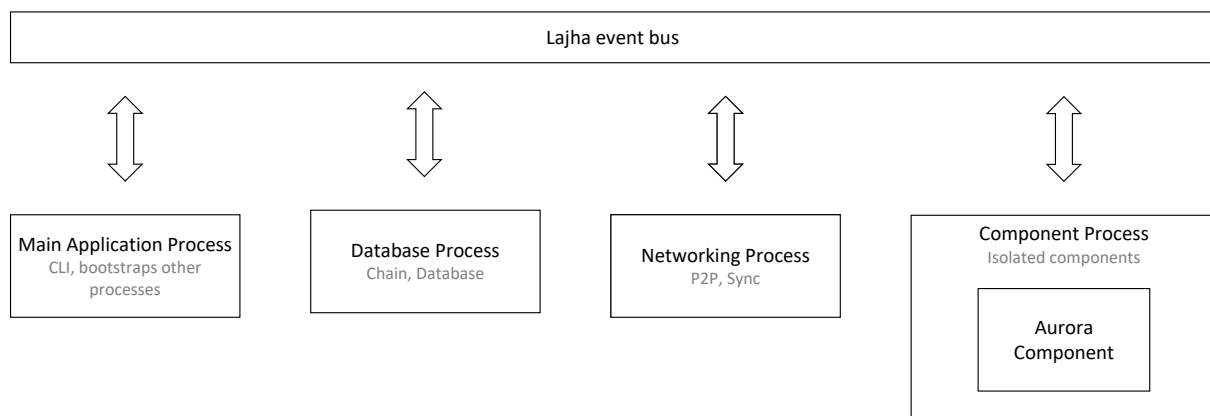 Lajha event bus
Main Application Process
CLI, bootstraps other
processes
Database Process
Chain, Database
Networking Process
P2P, Sync
Component Process
Isolated components
Aurora
Component